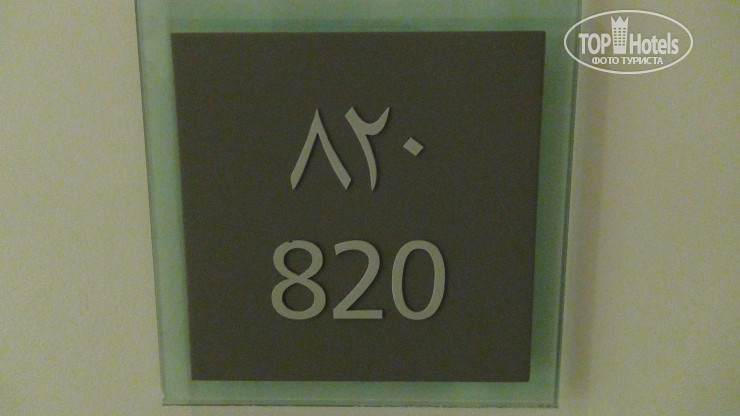 TOP Hotels
ФОТО ТУРИСТА
٨٢٠
820